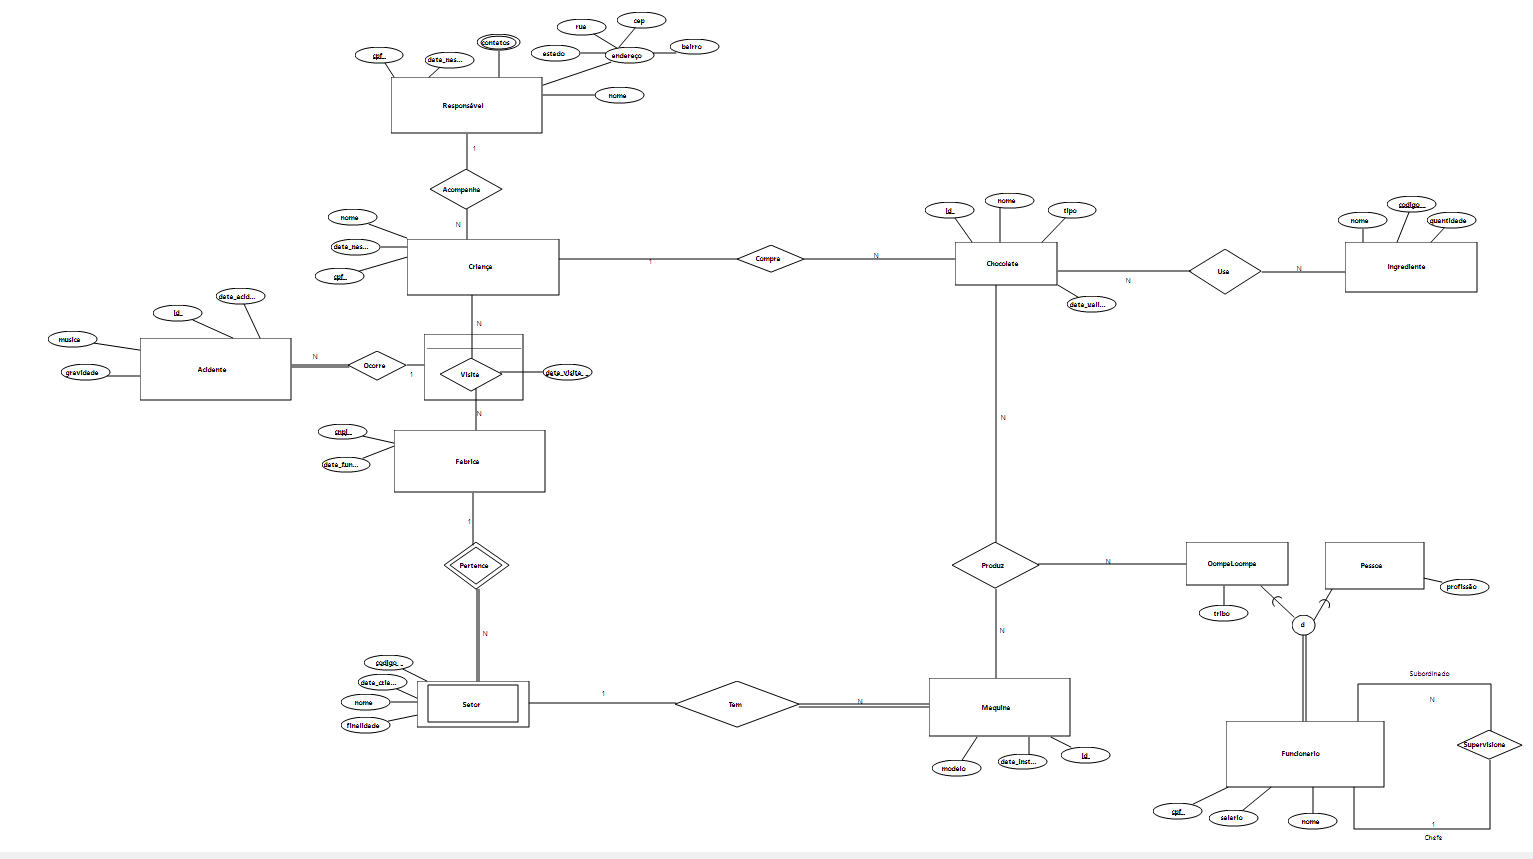 cep
rua
contatos
bairro
estado
endereço
cpf
data_nas...
nome
Responsável
1
Acompanha
N
nome
data_nas...
cpf
Criança
1
Compra
N
id
nome
tipo
Chocolate
data_vali...
N
Usa
N
nome
codigo
quantidade
Ingrediente
data_acid...
id
musica
gravidade
Acidente
N
Ocorre
1
N
Visita
data_visita
N
cnpj
data_fun...
Fabrica
1
Pertence
N
N
Produz
N
N
OompaLoompa
tribo
Pessoa
profissão
d
codigo
data_cria...
nome
finalidade
Setor
1
Tem
N
Maquina
modelo
data_inst...
id
Subordinado
N
Supervisiona
Funcionario
1
Chefe
cpf
salario
nome